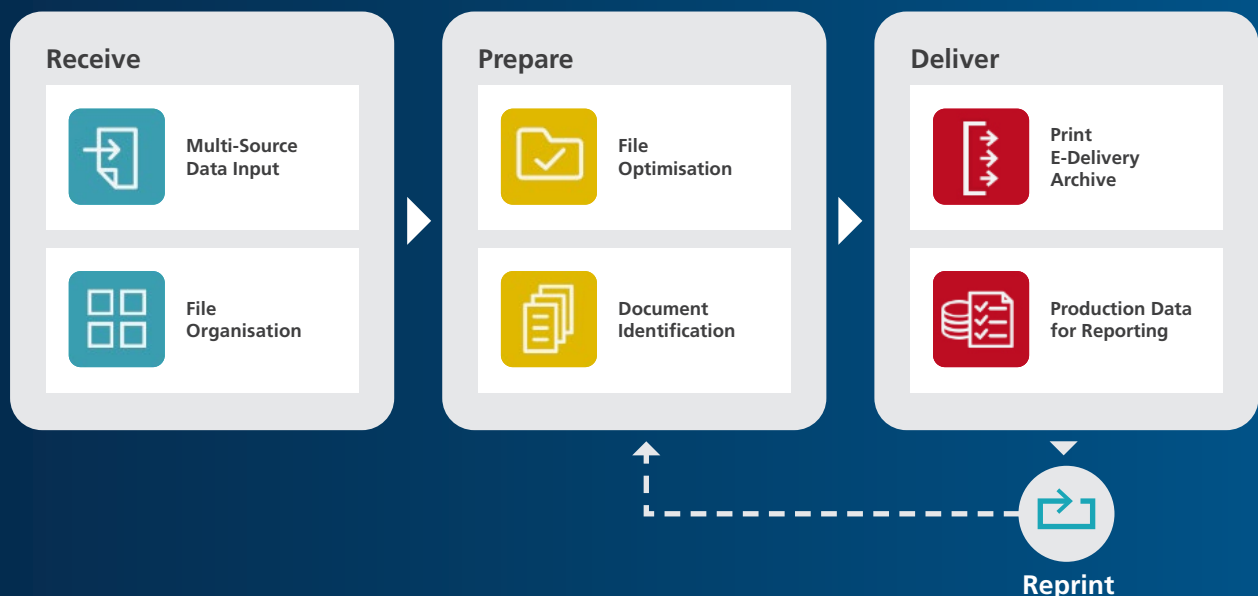 Receive
Multi-Source
Data Input
File
Organisation
Prepare
File
Optimisation
Document
Identification
Deliver
Print
E-Delivery
Archive
Production Data
for Reporting
Reprint